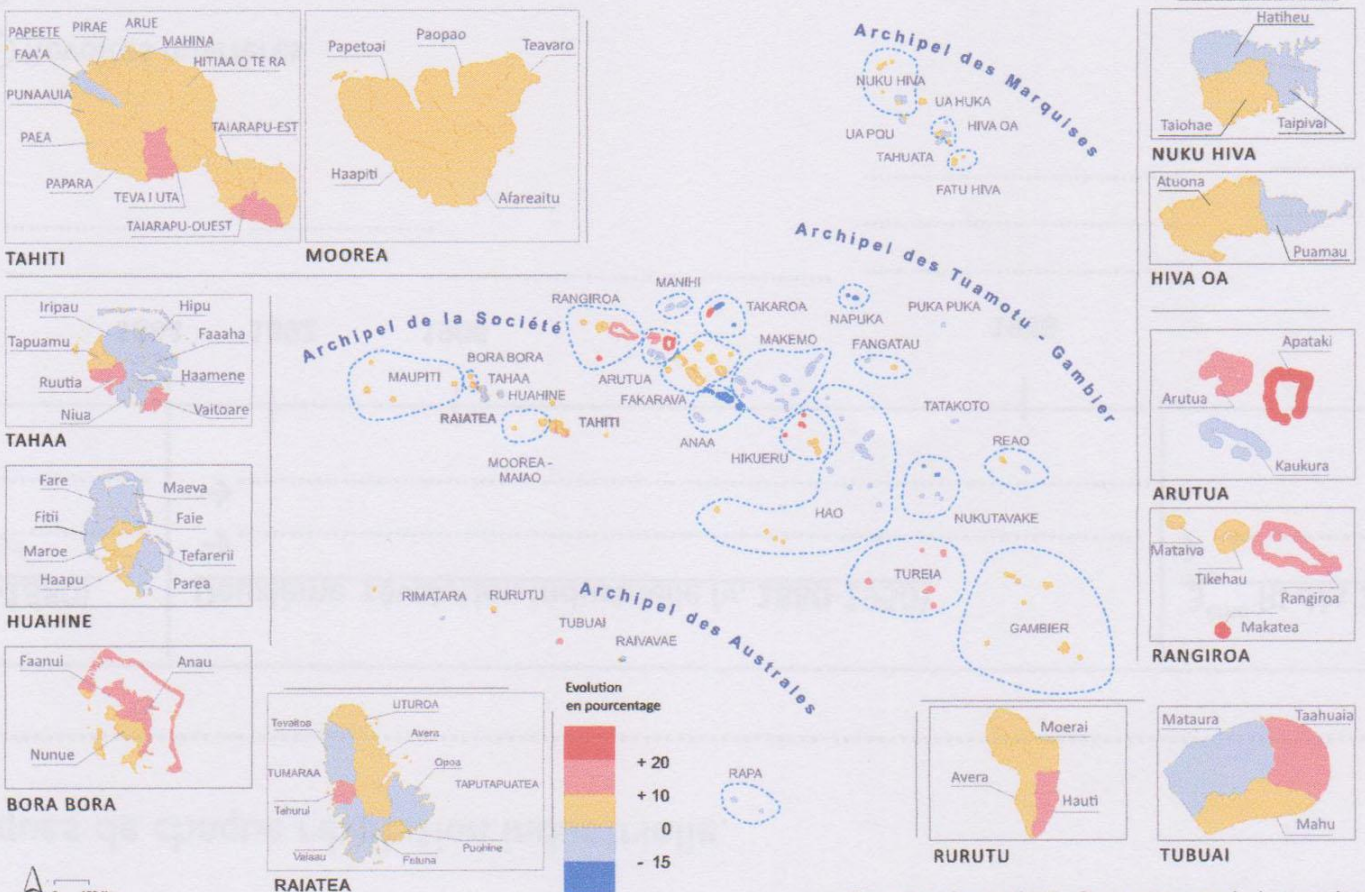 ARUE
PIRAE
PAPEETE
MAHINA
FAA'A
HITIAA O TE RA
PUNAAUIA
TAIARAPU-EST
PAEA
PAPARA
TEVA I UTA
TAIARAPU-OUEST
TAHITI
Paopao
Papetoai
Teavaro
Haapiti
Afareaitu
MOOREA
Archipel des Marquises
NUKU HIVA
UA HUKA
HIVA OA
UA POU
TAHUATA
FATU HIVA
Hatiheu
Taiohae
Taipivai
NUKU HIVA
Atuona
Puamau
HIVA OA
Iripau
Hipu
Tapuamu
Faaaha
Ruutia
Haamene
Niua
Vaitoare
TAHAA
Archipel de la Société
Archipel des Tuamotu - Gambier
MANIHI
RANGIROA
TAKAROA
NAPUKA
PUKA PUKA
MAKEMO
FANGATAU
BORA BORA
MAUPITI
TAHAA
ARUTUA
HUAHINE
FAKARAVA
RAIATEA
TAHITI
TATAKOTO
ANAA
REAO
HIKUERU
MOOREA -
MAIAO
HAO
NUKUTAVAKE
TUREIA
GAMBIER
Apataki
Arutua
Kaukura
ARUTUA
Fare
Maeva
Fitii
Faie
Maroe
Tefarerii
Haapu
Parea
HUAHINE
Mataiva
Tikehau
Rangiroa
Makatea
RANGIROA
Archipel des Australes
RIMATARA
RURUTU
TUBUAI
RAIVAVAE
RAPA
Faanui
Anau
Nunue
BORA BORA
UTUROA
Tevaitoa
Avera
Opoa
TUMARAA
TAPUTAPUATEA
Tehurui
Puohine
Vaiaau
Fetuna
RAIATEA
Evolution
en pourcentage
+ 20
+ 10
0
- 15
Moerai
Avera
Hauti
RURUTU
Mataura
Taahuaia
Mahu
TUBUAI